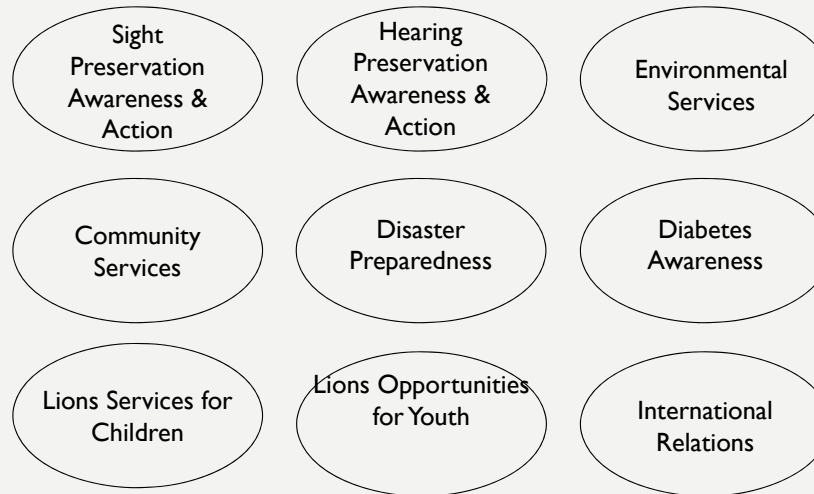 Sight
Preservation
Awareness &
Action
Hearing
Preservation
Awareness &
Action
Environmental
Services
Community
Services
Disaster
Preparedness
Diabetes
Awareness
Lions Services for
Children
Lions Opportunities
for Youth
International
Relations